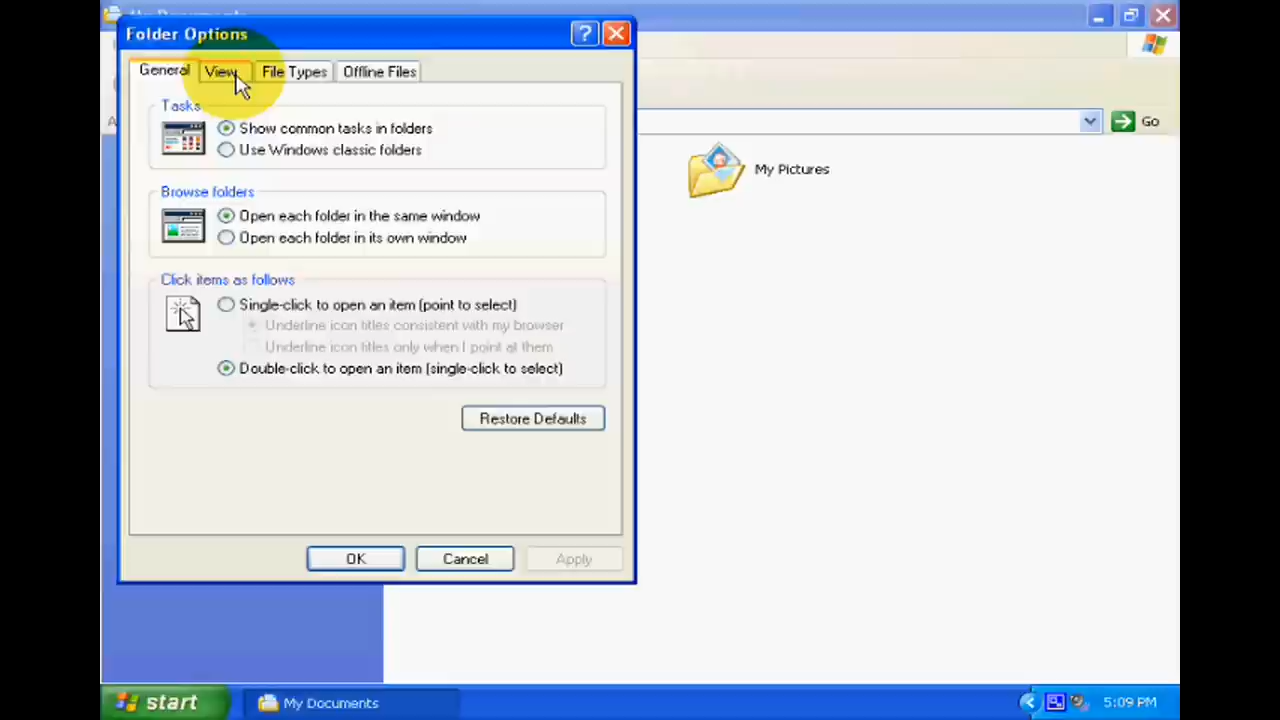 My Documents
Folder Options
General View File Types Offline Files
Tasks
Show common tasks in folders
Use Windows classic folders
Browse folders
Open each folder in the same window
Open each folder in its own window
Click items as follows
Single-click to open an item (point to select)
Underline icon titles consistent with my browser
Underline icon titles only when I point at them
Double-click to open an item (single-click to select)
Restore Defaults
OK Cancel Apply
Go
My Pictures
start My Documents 5:09 PM